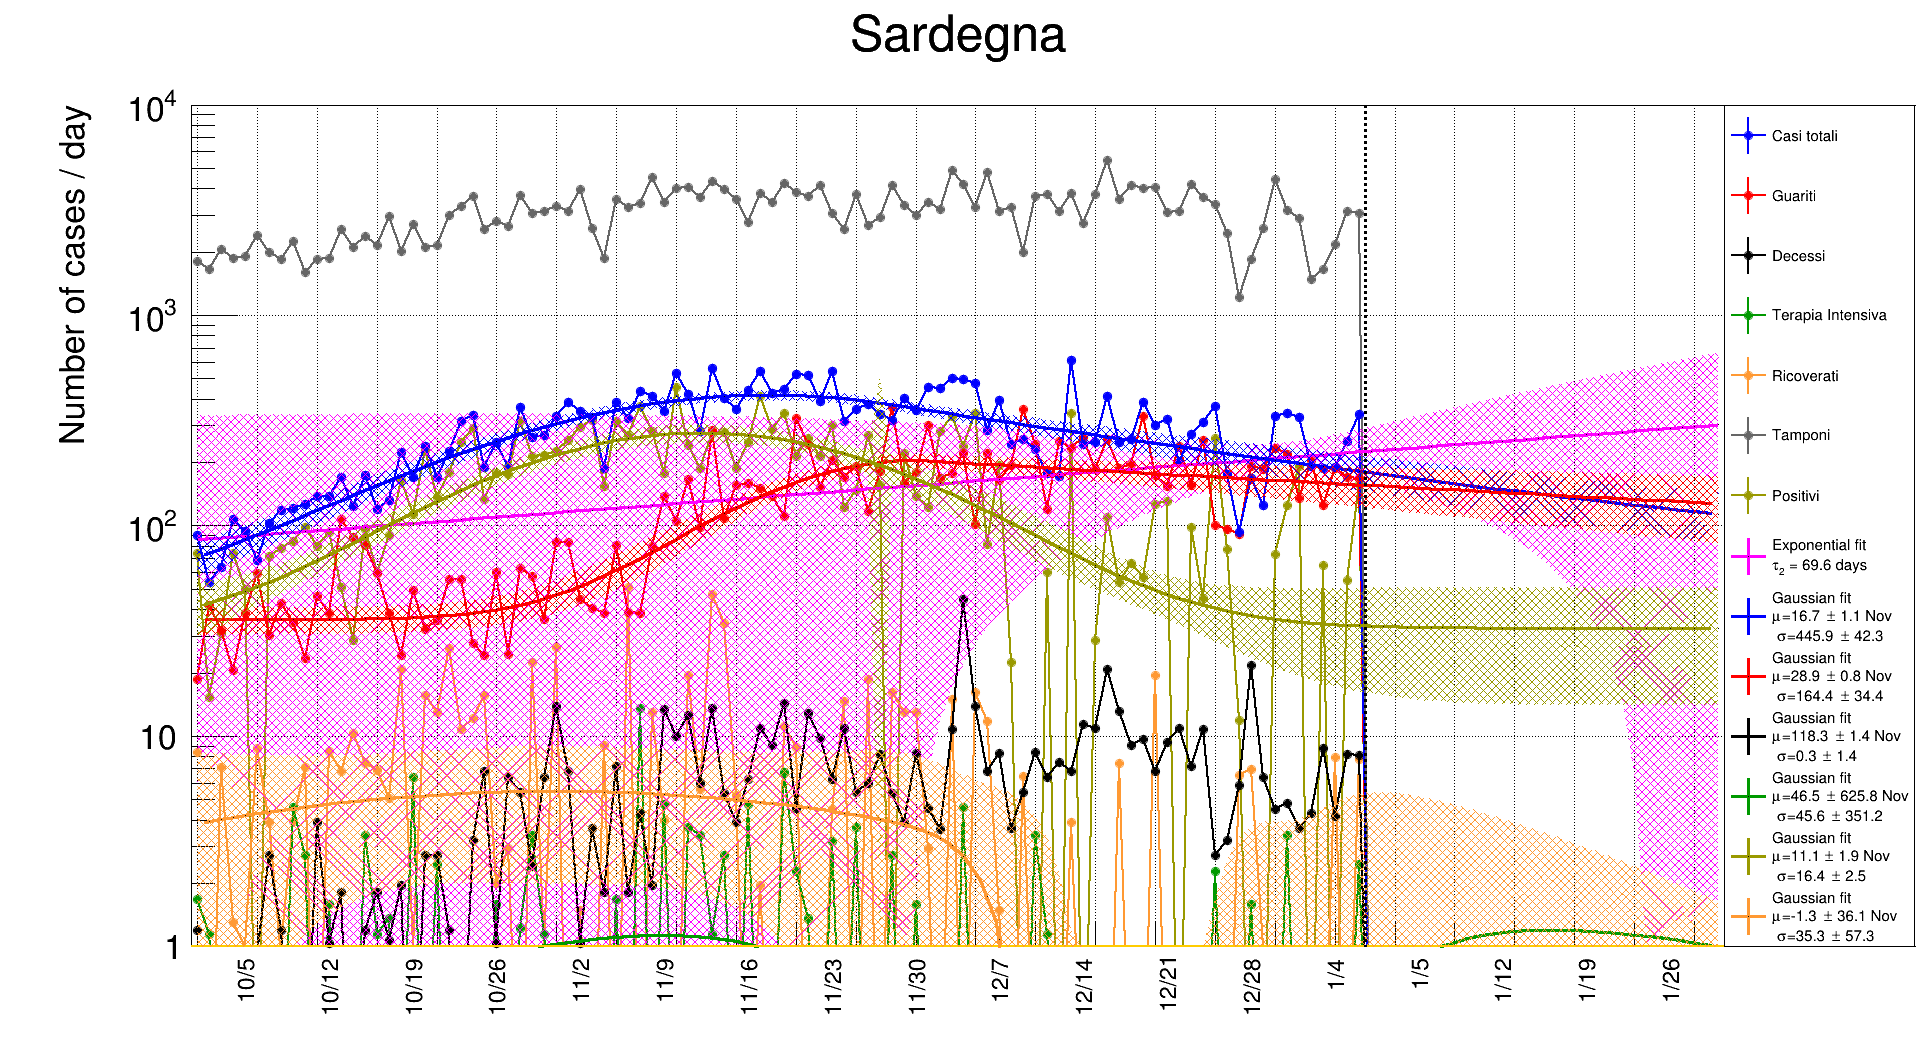 Sardegna
Number of cases / day
10^4
10^3
10^2
10
1
10/5
10/12
10/19
10/26
11/2
11/9
11/16
11/23
11/30
12/7
12/14
12/21
12/28
1/4
1/5
1/12
1/19
1/26
Casi totali
Guariti
Decessi
Terapia Intensiva
Ricoverati
Tamponi
Positivi
Exponential fit
τ₂ = 69.6 days
Gaussian fit
μ=16.7 ± 1.1 Nov
σ=445.9 ± 42.3
Gaussian fit
μ=28.9 ± 0.8 Nov
σ=164.4 ± 34.4
Gaussian fit
μ=118.3 ± 1.4 Nov
σ=0.3 ± 1.4
Gaussian fit
μ=46.5 ± 625.8 Nov
σ=45.6 ± 351.2
Gaussian fit
μ=11.1 ± 1.9 Nov
σ=16.4 ± 2.5
Gaussian fit
μ=-1.3 ± 36.1 Nov
σ=35.3 ± 57.3